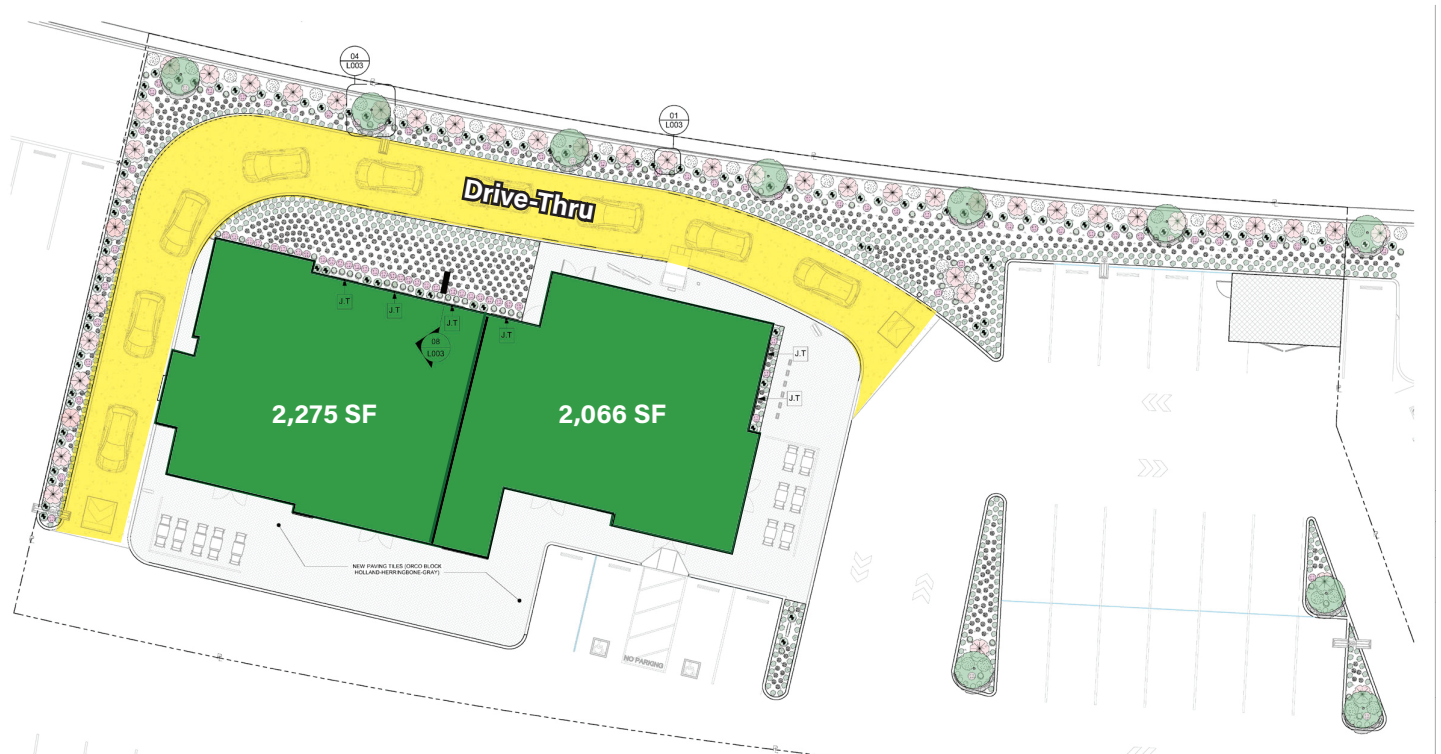 04
L003
01
L003
Drive-Thru
J.T
J.T
J.T
J.T
08
L003
J.T
J.T
2,275 SF
2,066 SF
NEW PAVING TILES (ORCO BLOCK
HOLLAND-HERRINGBONE-GRAY)
NO PARKING